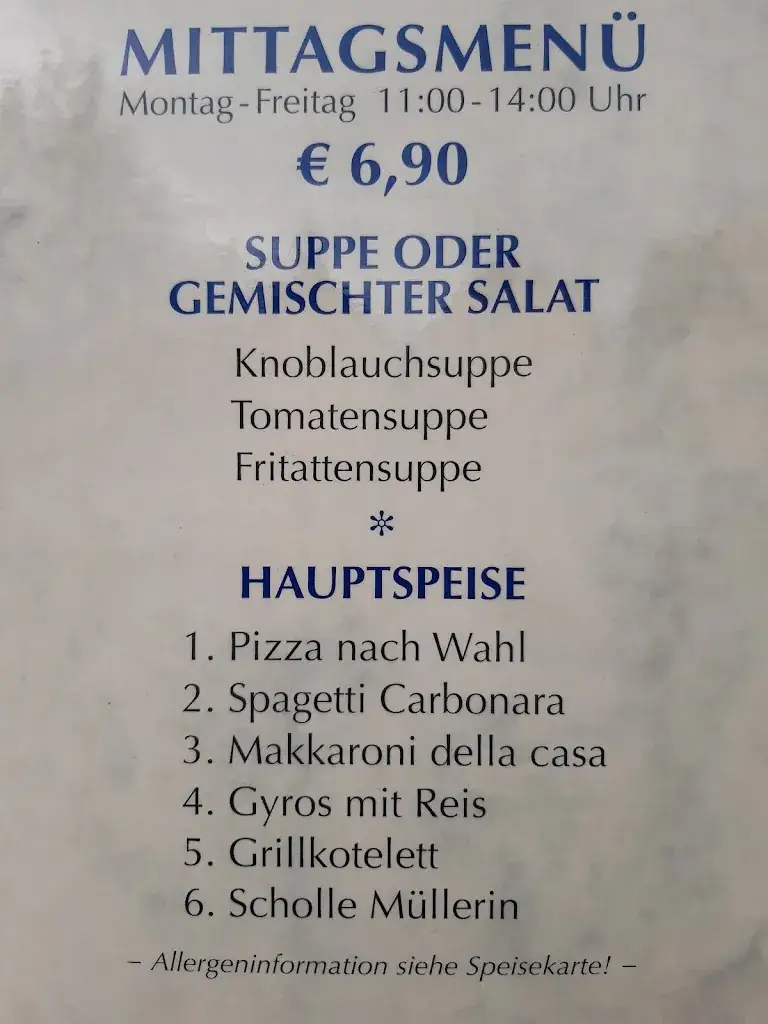 MITTAGSMENÜ
Montag-Freitag 11:00-14:00 Uhr
€ 6,90
SUPPE ODER
GEMISCHTER SALAT
Knoblauchsuppe
Tomatensuppe
Fritattensuppe
*
HAUPTSPEISE
1. Pizza nach Wahl
2. Spagetti Carbonara
3. Makkaroni della casa
4. Gyros mit Reis
5. Grillkotelett
6. Scholle Müllerin
– Allergeninformation siehe Speisekarte! –